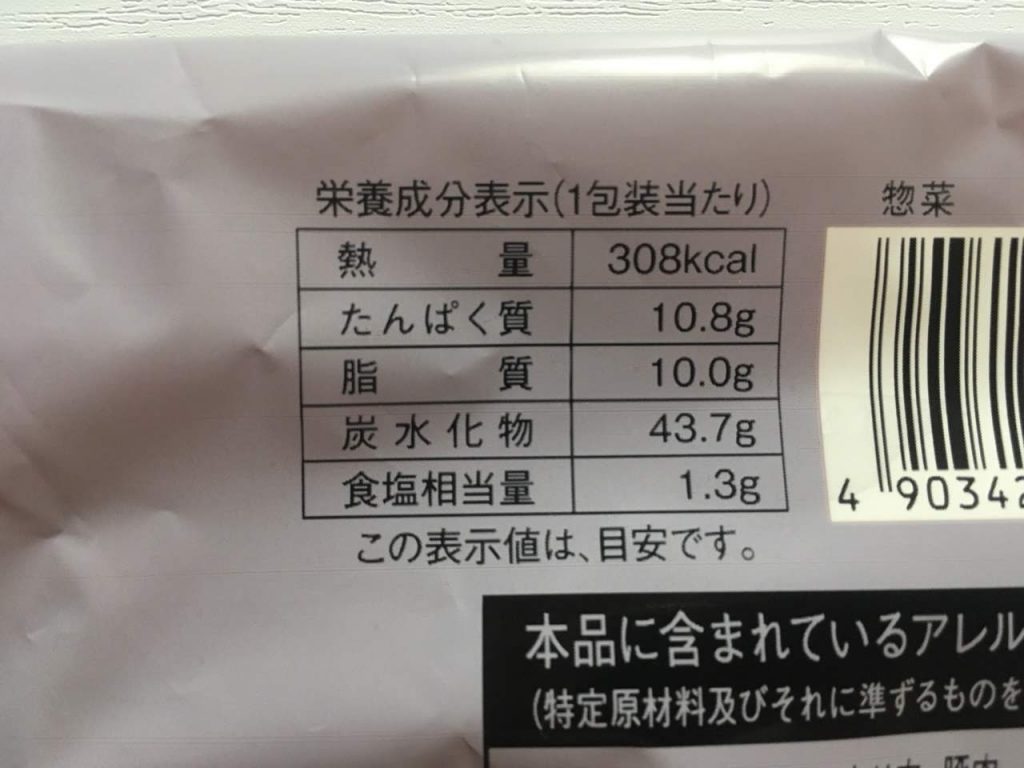 栄養成分表示(1包装当たり)
惣菜
熱量 308kcal
たんぱく質 10.8g
脂質 10.0g
炭水化物 43.7g
食塩相当量 1.3g
この表示値は、目安です。
4 90342
本品に含まれているアレル
(特定原材料及びそれに準ずるものを